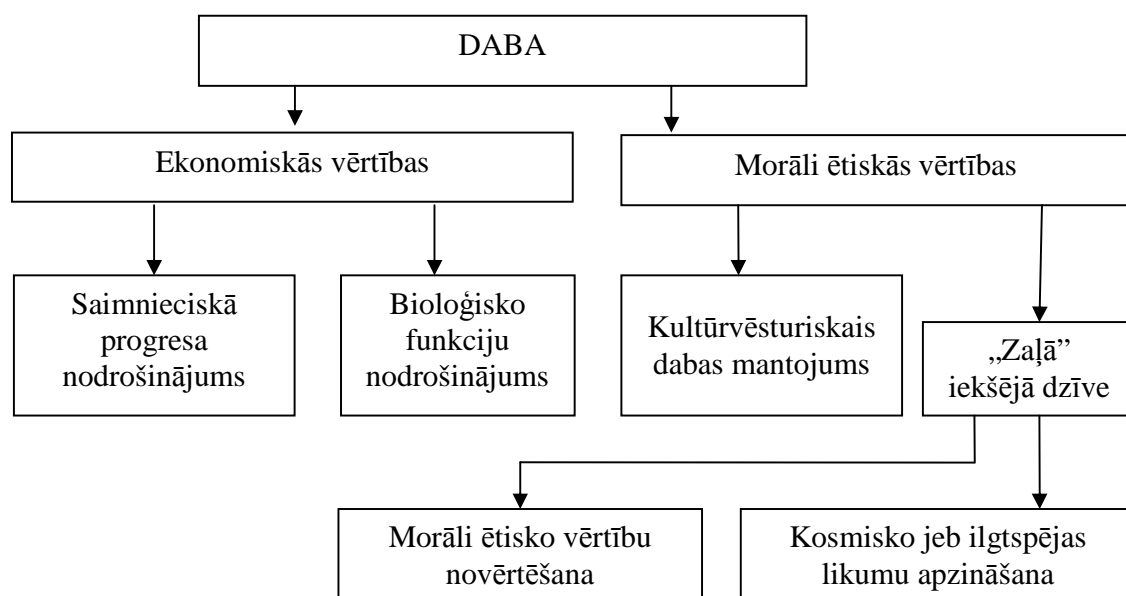 DABA
Ekonomiskās vērtības
Morāli ētiskās vērtības
Saimnieciskā
progresa
nodrošinājums
Bioloģisko
funkciju
nodrošinājums
Kultūrvēsturiskais
dabas mantojums
„Zaļā”
iekšējā dzīve
Morāli ētisko vērtību
novērtēšana
Kosmisko jeb ilgtspējas
likumu apzināšana